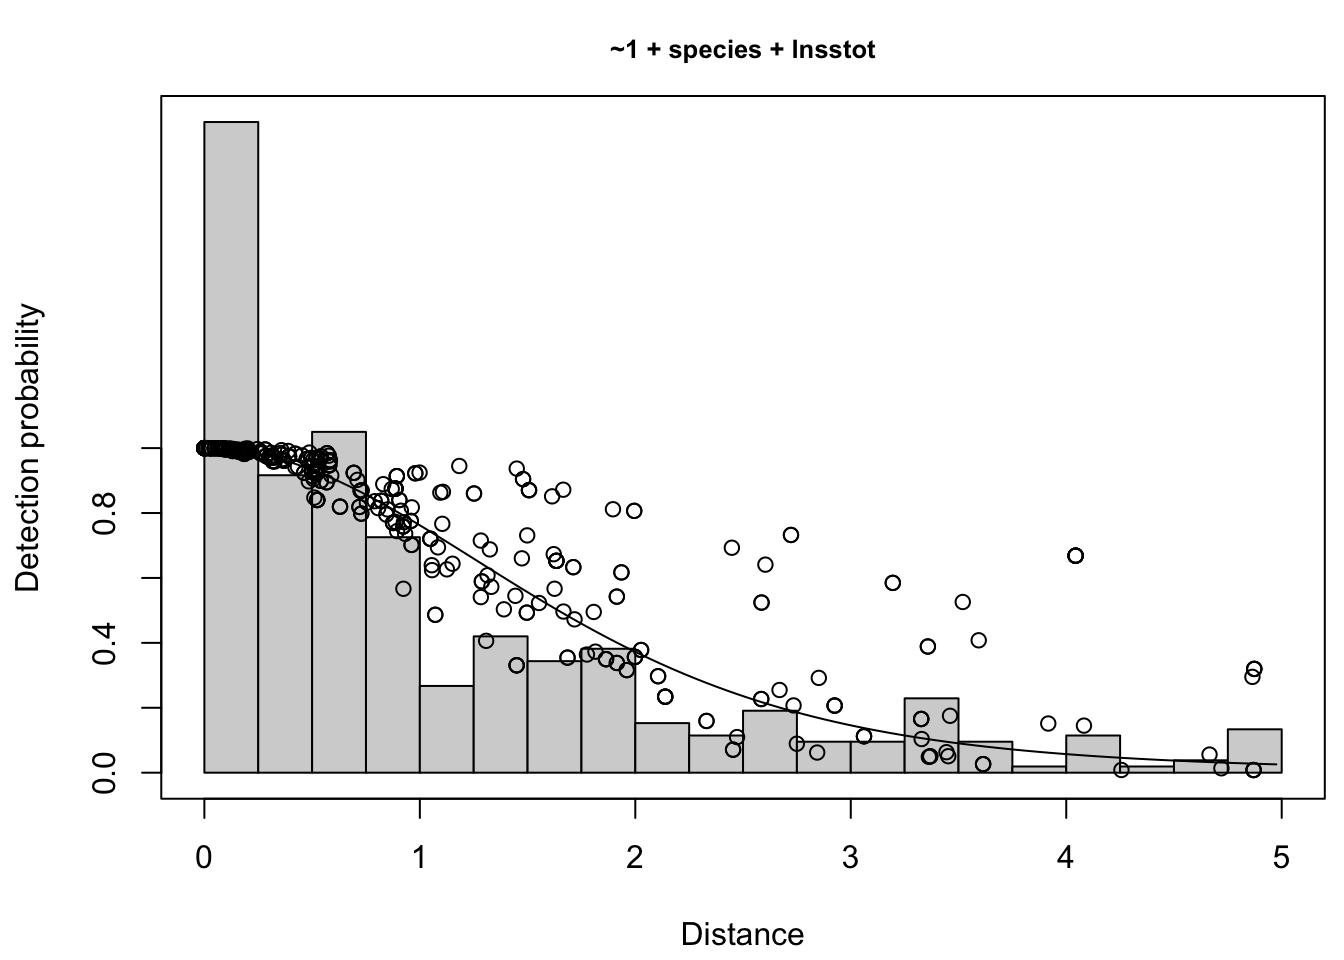 ~1 + species + lnsstot
Detection probability
0.8
0.4
0.0
0 1 2 3 4 5
Distance